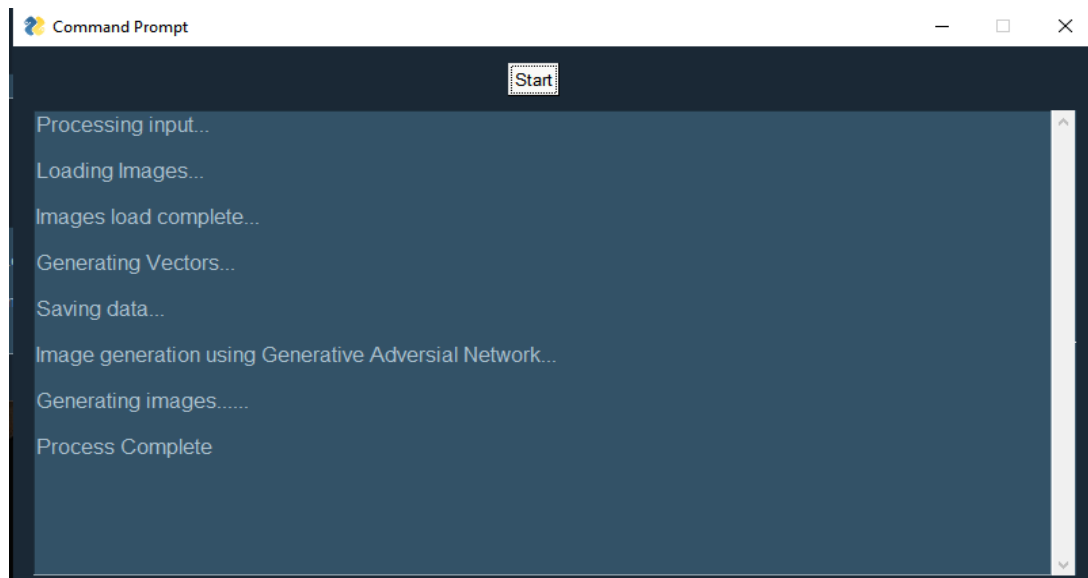 Command Prompt
Start
Processing input...
Loading Images...
Images load complete...
Generating Vectors...
Saving data...
Image generation using Generative Adversial Network...
Generating images......
Process Complete